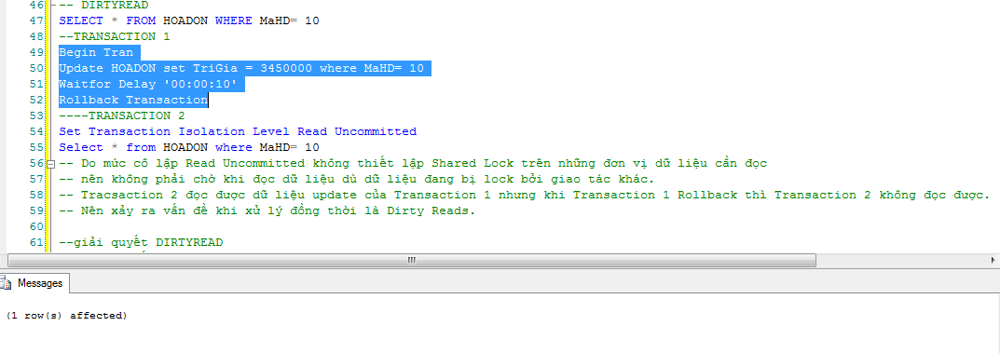 46 -- DIRTYREAD
47 SELECT * FROM HOADON WHERE MaHD= 10
48 --TRANSACTION 1
49 Begin Tran
50 Update HOADON set TriGia = 3450000 where MaHD= 10
51 Waitfor Delay '00:00:10'
52 Rollback Transaction
53 ----TRANSACTION 2
54 Set Transaction Isolation Level Read Uncommitted
55 Select * from HOADON where MaHD= 10
56 -- Do mức cô lập Read Uncommitted không thiết lập Shared Lock trên những đơn vị dữ liệu cần đọc
57 -- nên không phải chờ khi đọc dữ liệu dù dữ liệu đang bị lock bởi giao tác khác.
58 -- Tracsaction 2 đọc được dữ liệu update của Transaction 1 nhưng khi Transaction 1 Rollback thì Transaction 2 không đọc được.
59 -- Nên xảy ra vấn đề khi xử lý đồng thời là Dirty Reads.
60
61 --giải quyết DIRTYREAD
Messages
(1 row(s) affected)